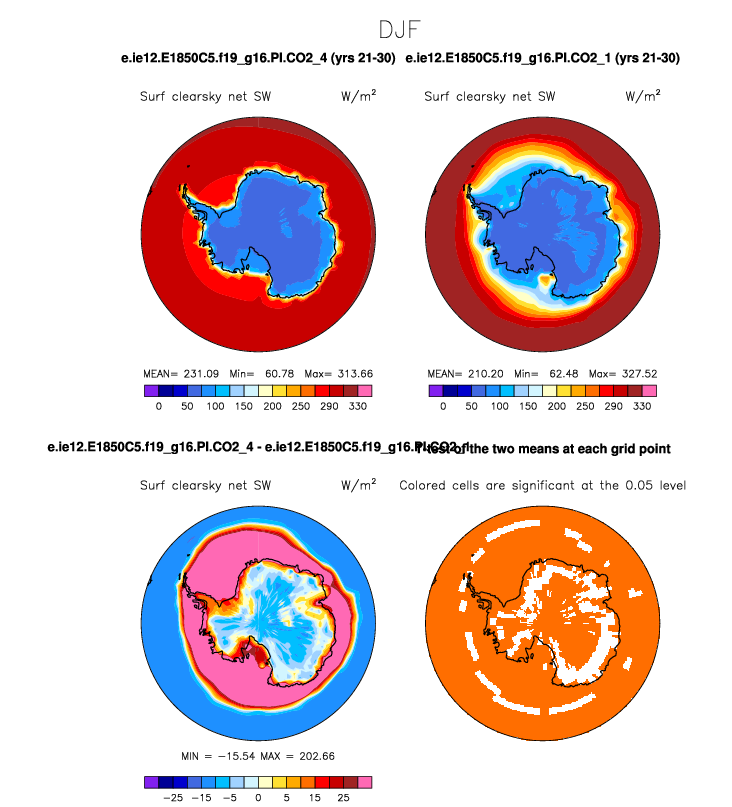 DJF
e.ie12.E1850C5.f19_g16.PI.CO2_4 (yrs 21-30) e.ie12.E1850C5.f19_g16.PI.CO2_1 (yrs 21-30)
Surf clearsky net SW W/m² Surf clearsky net SW W/m²
MEAN= 231.09 Min= 60.78 Max= 313.66 MEAN= 210.20 Min= 62.48 Max= 327.52
0 50 100 150 200 250 290 330 0 50 100 150 200 250 290 330
e.ie12.E1850C5.f19_g16.PI.CO2_4 - e.ie12.E1850C5.f19_g16.PI.CO2_1 T-test of the two means at each grid point
Surf clearsky net SW W/m² Colored cells are significant at the 0.05 level
MIN = -15.54 MAX = 202.66
-25 -15 -5 0 5 15 25